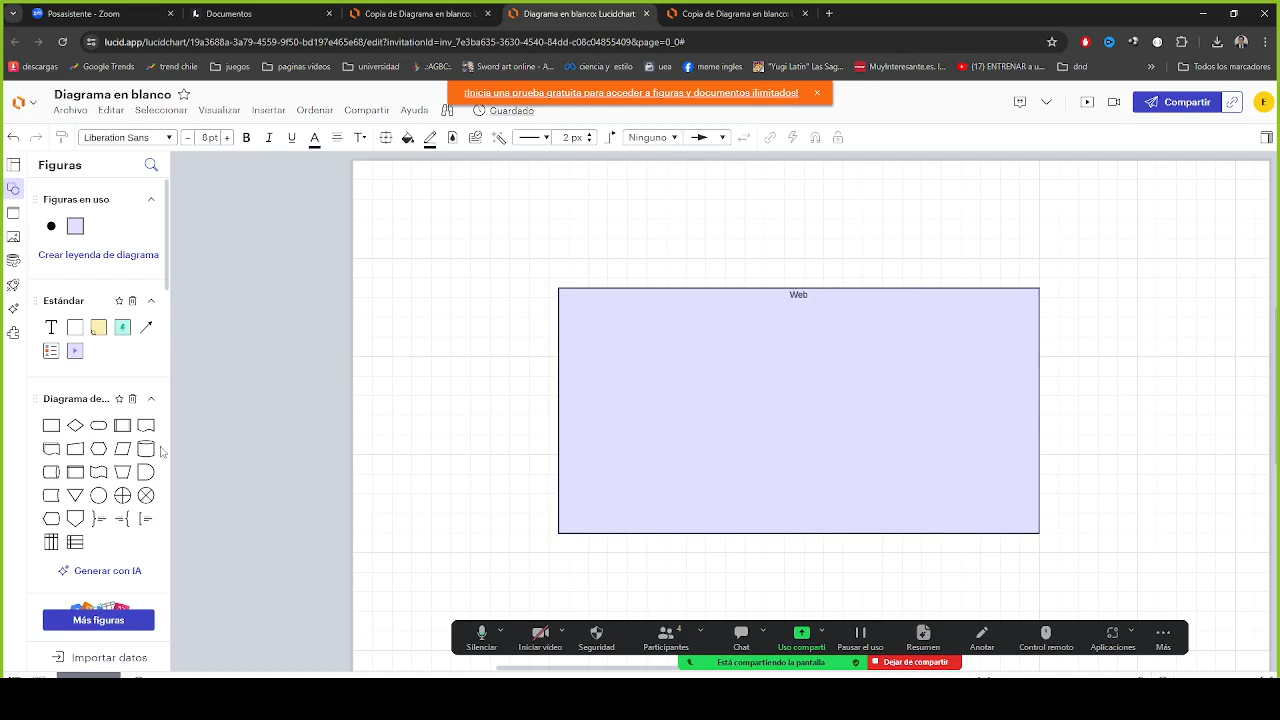 Posasistente - Zoom
Documentos
Copia de Diagrama en blanco:
Diagrama en blanco: Lucidchart
Copia de Diagrama en blanco: L
lucid.app/lucidchart/19a3688a-3a79-4559-9f50-bd197e465e68/edit?invitationId=inv_7e3ba635-3630-4540-84dd-c08c04855409&page=0_0#
descargas
Google Trends
trend chile
juegos
paginas videos
universidad
Sword art online - A...
ciencia y estilo
uea
meme ingles
"Yugi Latin" Las Sag...
MuyInteresante.es. I...
(17) ENTRENAR a u...
dnd
Todos los marcadores
Diagrama en blanco
¡Inicia una prueba gratuita para acceder a figuras y documentos ilimitados!
Archivo Editar Seleccionar Visualizar Insertar Ordenar Compartir Ayuda
Guardado
Compartir
E
Liberation Sans
8 pt
B I U A T
2 px
Ninguno
Figuras
Figuras en uso
Crear leyenda de diagrama
Estándar
T
Diagrama de...
Generar con IA
Más figuras
Importar datos
Web
Silenciar
Iniciar vídeo
Seguridad
4
Participantes
Chat
Uso comparti
Pausar el uso
Resumen
Anotar
Control remoto
Aplicaciones
Más
Está compartiendo la pantalla
Dejar de compartir